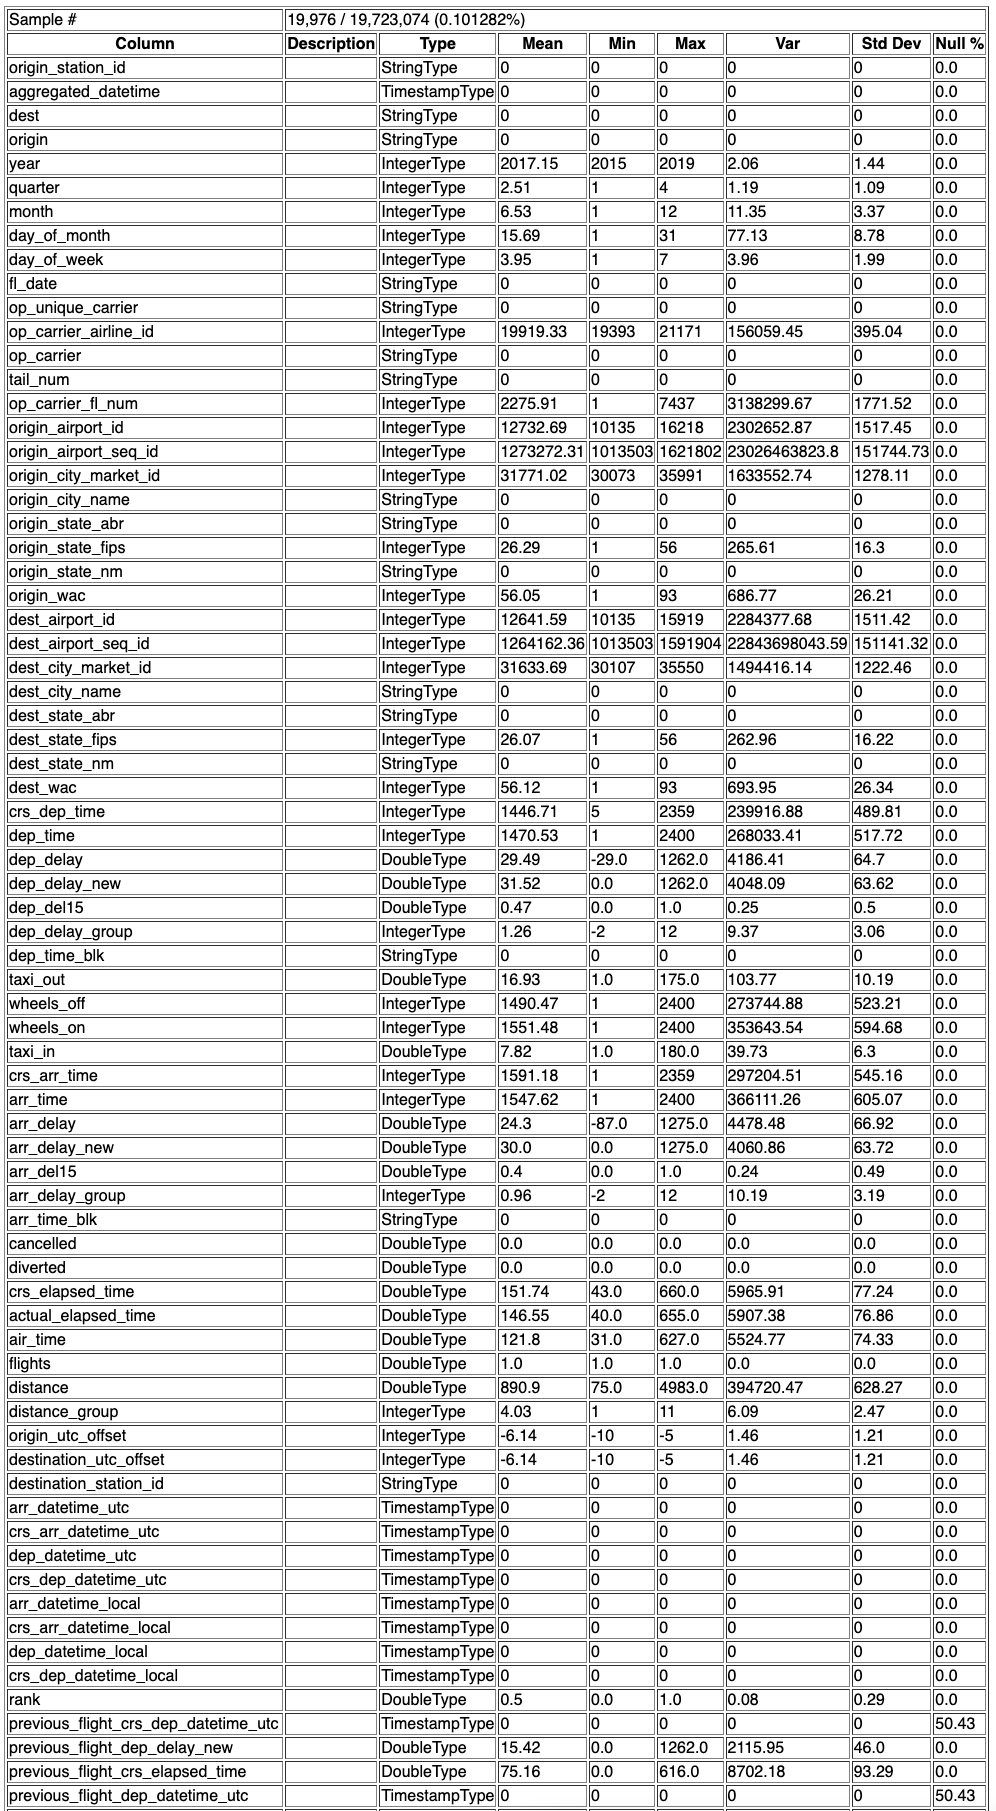 Sample # 19,976 / 19,723,074 (0.101282%)
Column Description Type Mean Min Max Var Std Dev Null %
origin_station_id StringType 0 0 0 0 0 0.0
aggregated_datetime TimestampType 0 0 0 0 0 0.0
dest StringType 0 0 0 0 0 0.0
origin StringType 0 0 0 0 0 0.0
year IntegerType 2017.15 2015 2019 2.06 1.44 0.0
quarter IntegerType 2.51 1 4 1.19 1.09 0.0
month IntegerType 6.53 1 12 11.35 3.37 0.0
day_of_month IntegerType 15.69 1 31 77.13 8.78 0.0
day_of_week IntegerType 3.95 1 7 3.96 1.99 0.0
fl_date StringType 0 0 0 0 0 0.0
op_unique_carrier StringType 0 0 0 0 0 0.0
op_carrier_airline_id IntegerType 19919.33 19393 21171 156059.45 395.04 0.0
op_carrier StringType 0 0 0 0 0 0.0
tail_num StringType 0 0 0 0 0 0.0
op_carrier_fl_num IntegerType 2275.91 1 7437 3138299.67 1771.52 0.0
origin_airport_id IntegerType 12732.69 10135 16218 2302652.87 1517.45 0.0
origin_airport_seq_id IntegerType 1273272.31 1013503 1621802 23026463823.8 151744.73 0.0
origin_city_market_id IntegerType 31771.02 30073 35991 1633552.74 1278.11 0.0
origin_city_name StringType 0 0 0 0 0 0.0
origin_state_abr StringType 0 0 0 0 0 0.0
origin_state_fips IntegerType 26.29 1 56 265.61 16.3 0.0
origin_state_nm StringType 0 0 0 0 0 0.0
origin_wac IntegerType 56.05 1 93 686.77 26.21 0.0
dest_airport_id IntegerType 12641.59 10135 15919 2284377.68 1511.42 0.0
dest_airport_seq_id IntegerType 1264162.36 1013503 1591904 22843698043.59 151141.32 0.0
dest_city_market_id IntegerType 31633.69 30107 35550 1494416.14 1222.46 0.0
dest_city_name StringType 0 0 0 0 0 0.0
dest_state_abr StringType 0 0 0 0 0 0.0
dest_state_fips IntegerType 26.07 1 56 262.96 16.22 0.0
dest_state_nm StringType 0 0 0 0 0 0.0
dest_wac IntegerType 56.12 1 93 693.95 26.34 0.0
crs_dep_time IntegerType 1446.71 5 2359 239916.88 489.81 0.0
dep_time IntegerType 1470.53 1 2400 268033.41 517.72 0.0
dep_delay DoubleType 29.49 -29.0 1262.0 4186.41 64.7 0.0
dep_delay_new DoubleType 31.52 0.0 1262.0 4048.09 63.62 0.0
dep_del15 DoubleType 0.47 0.0 1.0 0.25 0.5 0.0
dep_delay_group IntegerType 1.26 -2 12 9.37 3.06 0.0
dep_time_blk StringType 0 0 0 0 0 0.0
taxi_out DoubleType 16.93 1.0 175.0 103.77 10.19 0.0
wheels_off IntegerType 1490.47 1 2400 273744.88 523.21 0.0
wheels_on IntegerType 1551.48 1 2400 353643.54 594.68 0.0
taxi_in DoubleType 7.82 1.0 180.0 39.73 6.3 0.0
crs_arr_time IntegerType 1591.18 1 2359 297204.51 545.16 0.0
arr_time IntegerType 1547.62 1 2400 366111.26 605.07 0.0
arr_delay DoubleType 24.3 -87.0 1275.0 4478.48 66.92 0.0
arr_delay_new DoubleType 30.0 0.0 1275.0 4060.86 63.72 0.0
arr_del15 DoubleType 0.4 0.0 1.0 0.24 0.49 0.0
arr_delay_group IntegerType 0.96 -2 12 10.19 3.19 0.0
arr_time_blk StringType 0 0 0 0 0 0.0
cancelled DoubleType 0.0 0.0 0.0 0.0 0.0 0.0
diverted DoubleType 0.0 0.0 0.0 0.0 0.0 0.0
crs_elapsed_time DoubleType 151.74 43.0 660.0 5965.91 77.24 0.0
actual_elapsed_time DoubleType 146.55 40.0 655.0 5907.38 76.86 0.0
air_time DoubleType 121.8 31.0 627.0 5524.77 74.33 0.0
flights DoubleType 1.0 1.0 1.0 0.0 0.0 0.0
distance DoubleType 890.9 75.0 4983.0 394720.47 628.27 0.0
distance_group IntegerType 4.03 1 11 6.09 2.47 0.0
origin_utc_offset IntegerType -6.14 -10 -5 1.46 1.21 0.0
destination_utc_offset IntegerType -6.14 -10 -5 1.46 1.21 0.0
destination_station_id StringType 0 0 0 0 0 0.0
arr_datetime_utc TimestampType 0 0 0 0 0 0.0
crs_arr_datetime_utc TimestampType 0 0 0 0 0 0.0
dep_datetime_utc TimestampType 0 0 0 0 0 0.0
crs_dep_datetime_utc TimestampType 0 0 0 0 0 0.0
arr_datetime_local TimestampType 0 0 0 0 0 0.0
crs_arr_datetime_local TimestampType 0 0 0 0 0 0.0
dep_datetime_local TimestampType 0 0 0 0 0 0.0
crs_dep_datetime_local TimestampType 0 0 0 0 0 0.0
rank DoubleType 0.5 0.0 1.0 0.08 0.29 0.0
previous_flight_crs_dep_datetime_utc TimestampType 0 0 0 0 0 50.43
previous_flight_dep_delay_new DoubleType 15.42 0.0 1262.0 2115.95 46.0 0.0
previous_flight_crs_elapsed_time DoubleType 75.16 0.0 616.0 8702.18 93.29 0.0
previous_flight_dep_datetime_utc TimestampType 0 0 0 0 0 50.43